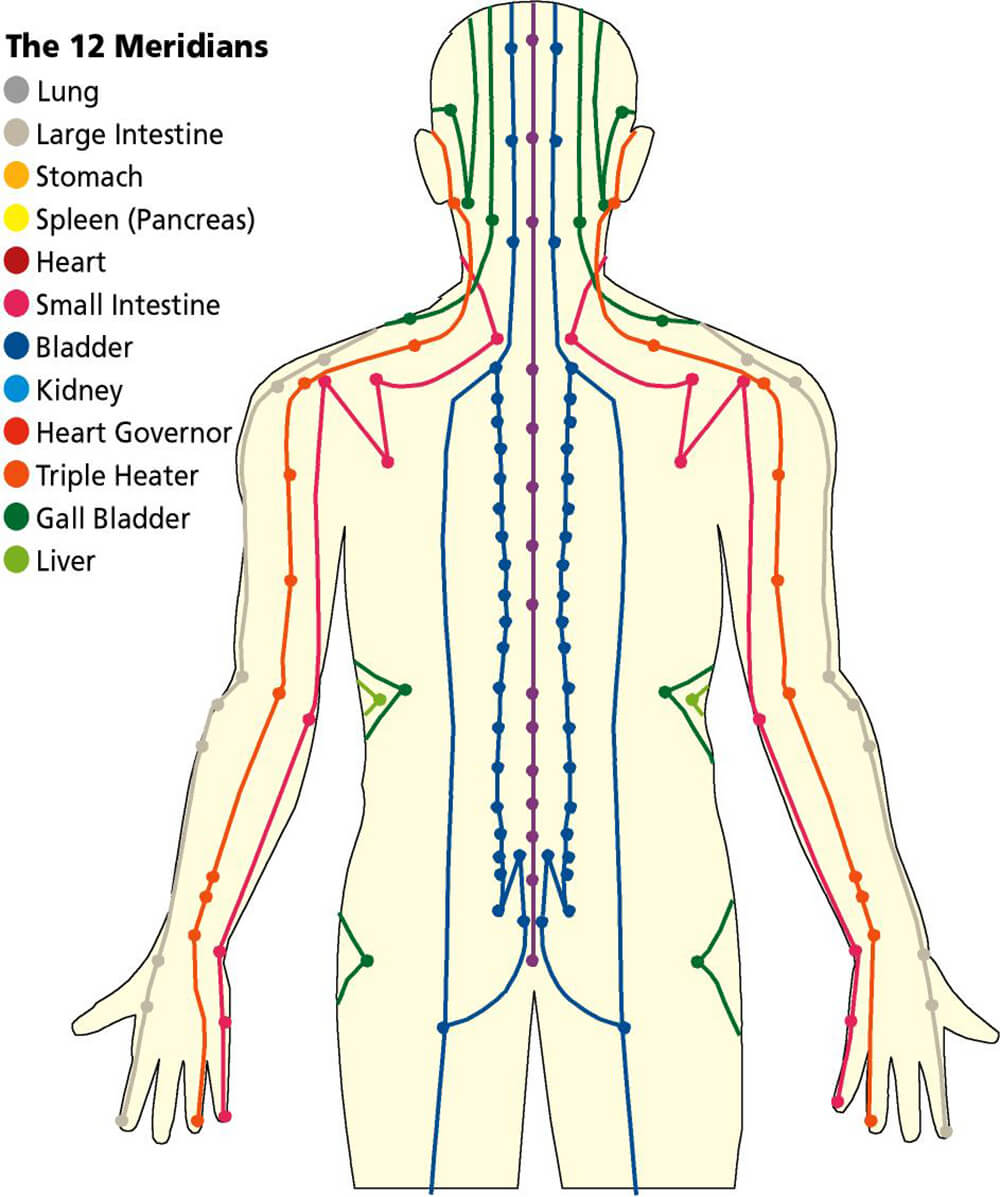 The 12 Meridians
Lung
Large Intestine
Stomach
Spleen (Pancreas)
Heart
Small Intestine
Bladder
Kidney
Heart Governor
Triple Heater
Gall Bladder
Liver